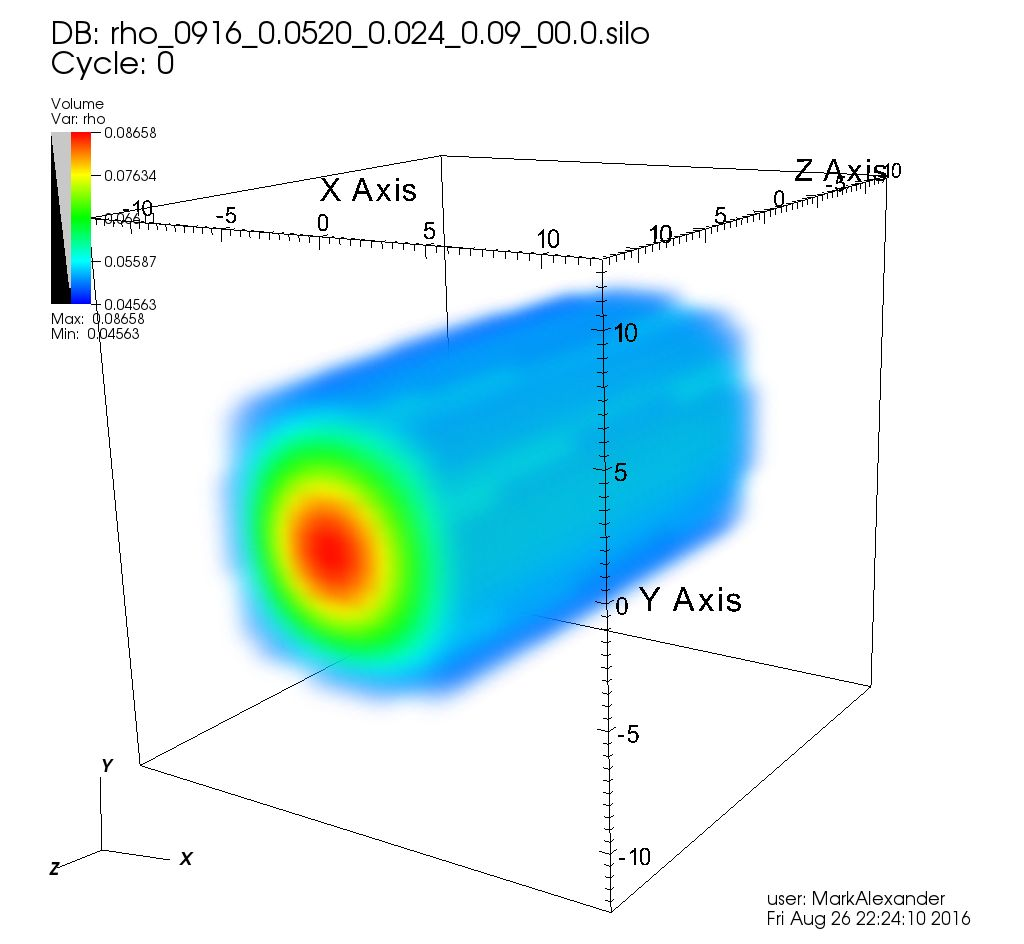 DB: rho_0916_0.0520_0.024_0.09_00.0.silo
Cycle: 0
Volume
Var: rho
0.08658
0.07634
0.05587
0.04563
Max: 0.08658
Min: 0.04563
X Axis
-10
-5
0
5
10
Z Axis
10
5
0
-5
10
5
0
Y Axis
-5
-10
Y
X
Z
user: MarkAlexander
Fri Aug 26 22:24:10 2016